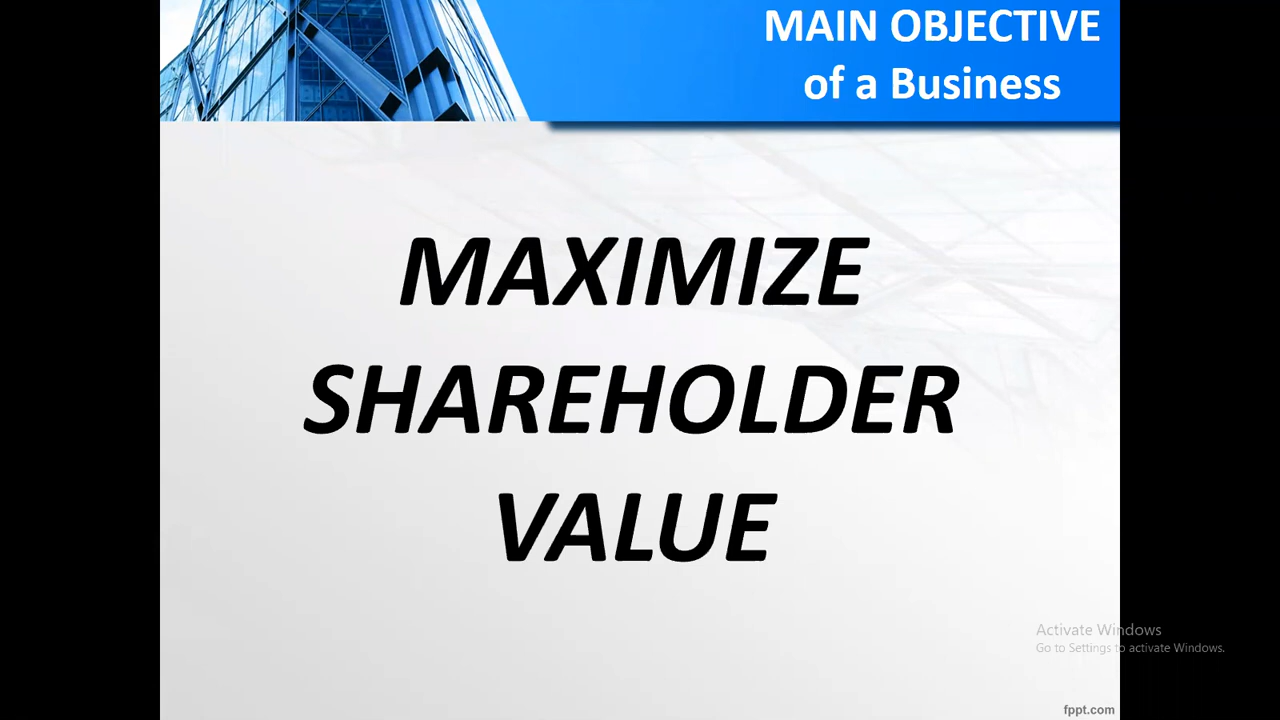 MAIN OBJECTIVE
of a Business
MAXIMIZE
SHAREHOLDER
VALUE
Activate Windows
Go to Settings to activate Windows.
fppt.com